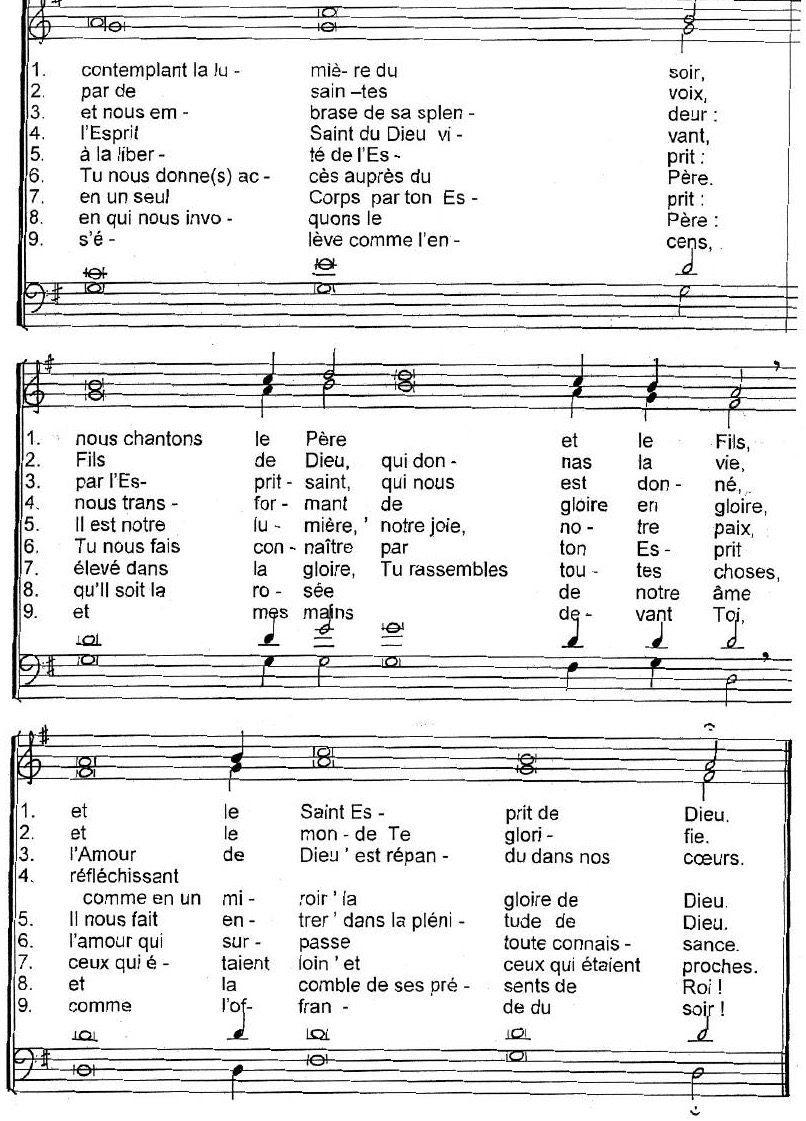 1. contemplant la lu - miè- re du soir,
2. par de sain –tes voix,
3. et nous em - brase de sa splen - deur :
4. l'Esprit Saint du Dieu vi - vant,
5. à la liber - té de l'Es - prit :
6. Tu nous donne(s) ac - cès auprès du Père.
7. en un seul Corps par ton Es - prit :
8. en qui nous invo - quons le Père :
9. s'é - lève comme l'en - cens,
1. nous chantons le Père et le Fils,
2. Fils de Dieu, qui don - nas la vie,
3. par l'Es- prit - saint, qui nous est don - né,
4. nous trans - for - mant de gloire en gloire,
5. Il est notre lu - mière, ' notre joie, no - tre paix,
6. Tu nous fais con - naître par ton Es - prit
7. élevé dans la gloire, Tu rassembles tou - tes choses,
8. qu'Il soit la ro - sée de notre âme
9. et mes mains de - vant Toi,
1. et le Saint Es - prit de Dieu.
2. et le mon - de Te glori - fie.
3. l'Amour de Dieu ' est répan - du dans nos cœurs.
4. réfléchissant
comme en un mi - roir ' la gloire de Dieu.
5. Il nous fait en - trer ' dans la pléni - tude de Dieu.
6. l'amour qui sur - passe toute connais - sance.
7. ceux qui é - taient loin ' et ceux qui étaient proches.
8. et la comble de ses pré - sents de Roi !
9. comme l'of- fran - de du soir !